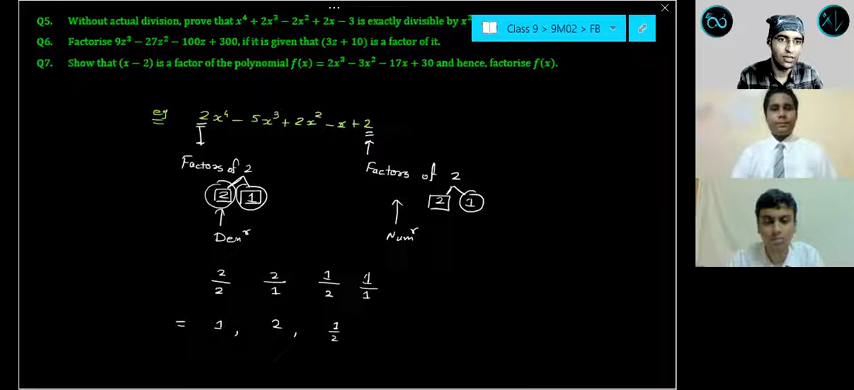 Q5. Without actual division, prove that x⁴ + 2x³ − 2x² + 2x − 3 is exactly divisible by x²
Class 9 > 9M02 > FB
Q6. Factorise 9z³ − 27z² − 100z + 300, if it is given that (3z + 10) is a factor of it.
Q7. Show that (x − 2) is a factor of the polynomial f(x) = 2x³ − 3x² − 17x + 30 and hence, factorise f(x).
eg 2x⁴ − 5x³ + 2x² − x + 2
Factors of 2 Factors of 2
2 1 2 1
Denʳ Numʳ
2/2 2/1 1/2 1/1
= 1, 2, 1/2